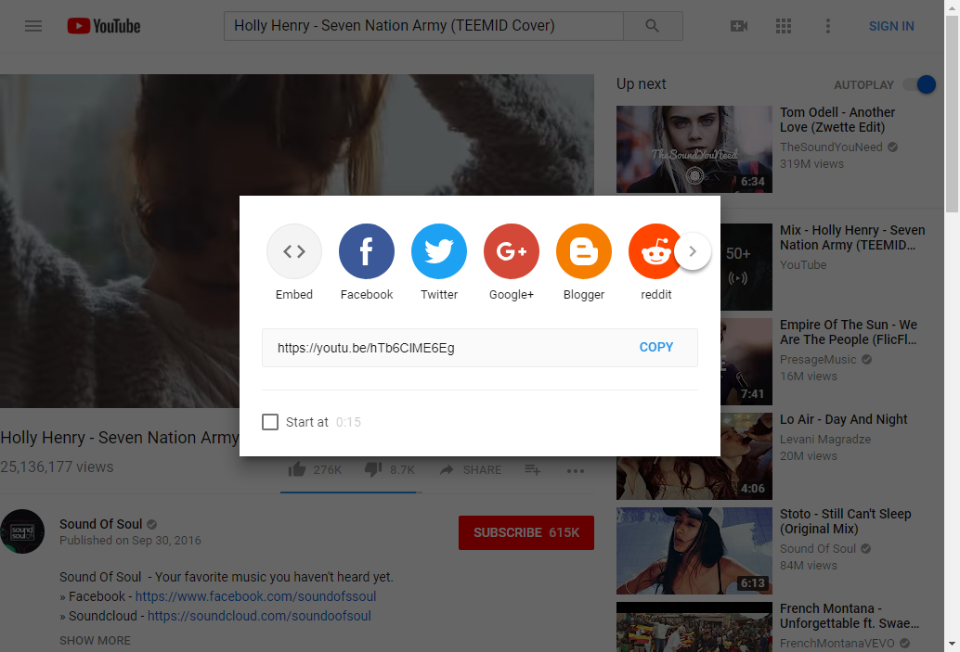 YouTube
Holly Henry - Seven Nation Army (TEEMID Cover)
SIGN IN
Up next
AUTOPLAY
TheSoundYouNeed
6:34
Tom Odell - Another
Love (Zwette Edit)
TheSoundYouNeed
319M views
50+
Mix - Holly Henry - Seven
Nation Army (TEEMID...
YouTube
7:41
Empire Of The Sun - We
Are The People (FlicFl...
PresageMusic
16M views
4:06
Lo Air - Day And Night
Levani Magradze
20M views
6:13
Stoto - Still Can't Sleep
(Original Mix)
Sound Of Soul
84M views
French Montana -
Unforgettable ft. Swae...
FrenchMontanaVEVO
Embed
Facebook
Twitter
Google+
Blogger
reddit
https://youtu.be/hTb6ClME6Eg
COPY
Start at 0:15
Holly Henry - Seven Nation Army
25,136,177 views
276K
8.7K
SHARE
Sound Of Soul
Published on Sep 30, 2016
SUBSCRIBE 615K
Sound Of Soul - Your favorite music you haven't heard yet.
» Facebook - https://www.facebook.com/soundofssoul
» Soundcloud - https://soundcloud.com/soundoofsoul
SHOW MORE